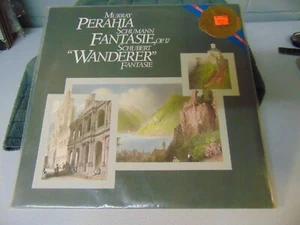 MURRAY
PERAHIA
SCHUMANN
FANTASIE, OP. 17
SCHUBERT
"WANDERER"
FANTASIE